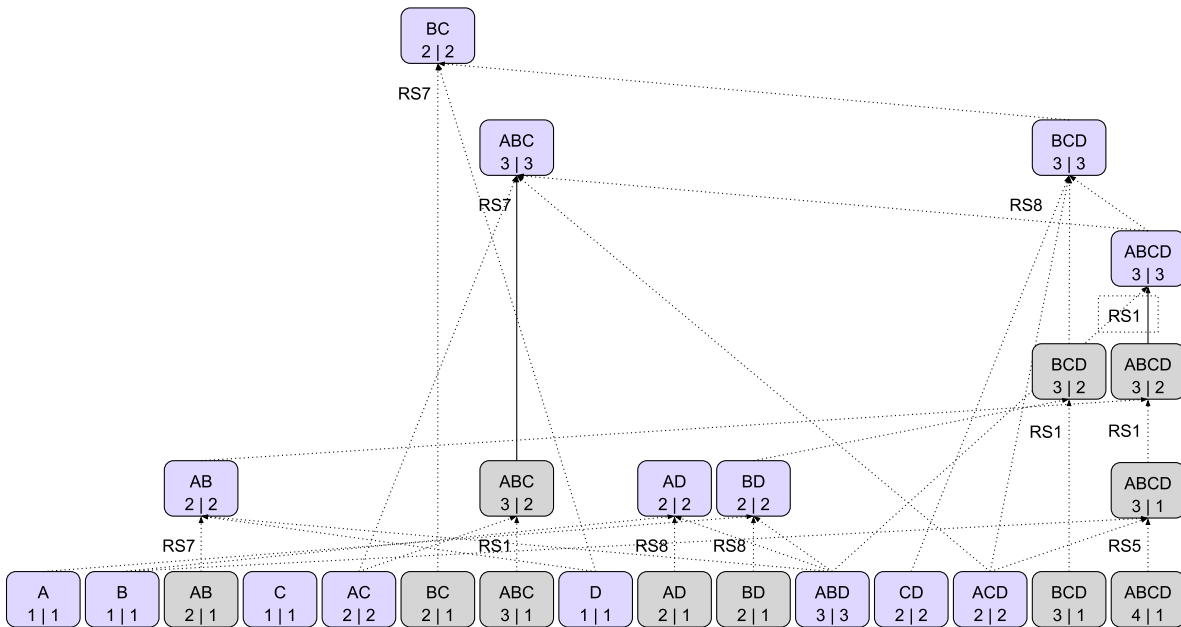 BC
2 | 2
RS7
ABC
3 | 3
BCD
3 | 3
RS7
RS8
ABCD
3 | 3
RS1
BCD
3 | 2
ABCD
3 | 2
RS1
RS1
AB
2 | 2
ABC
3 | 2
AD
2 | 2
BD
2 | 2
ABCD
3 | 1
RS7
RS1
RS8
RS8
RS5
A
1 | 1
B
1 | 1
AB
2 | 1
C
1 | 1
AC
2 | 2
BC
2 | 1
ABC
3 | 1
D
1 | 1
AD
2 | 1
BD
2 | 1
ABD
3 | 3
CD
2 | 2
ACD
2 | 2
BCD
3 | 1
ABCD
4 | 1